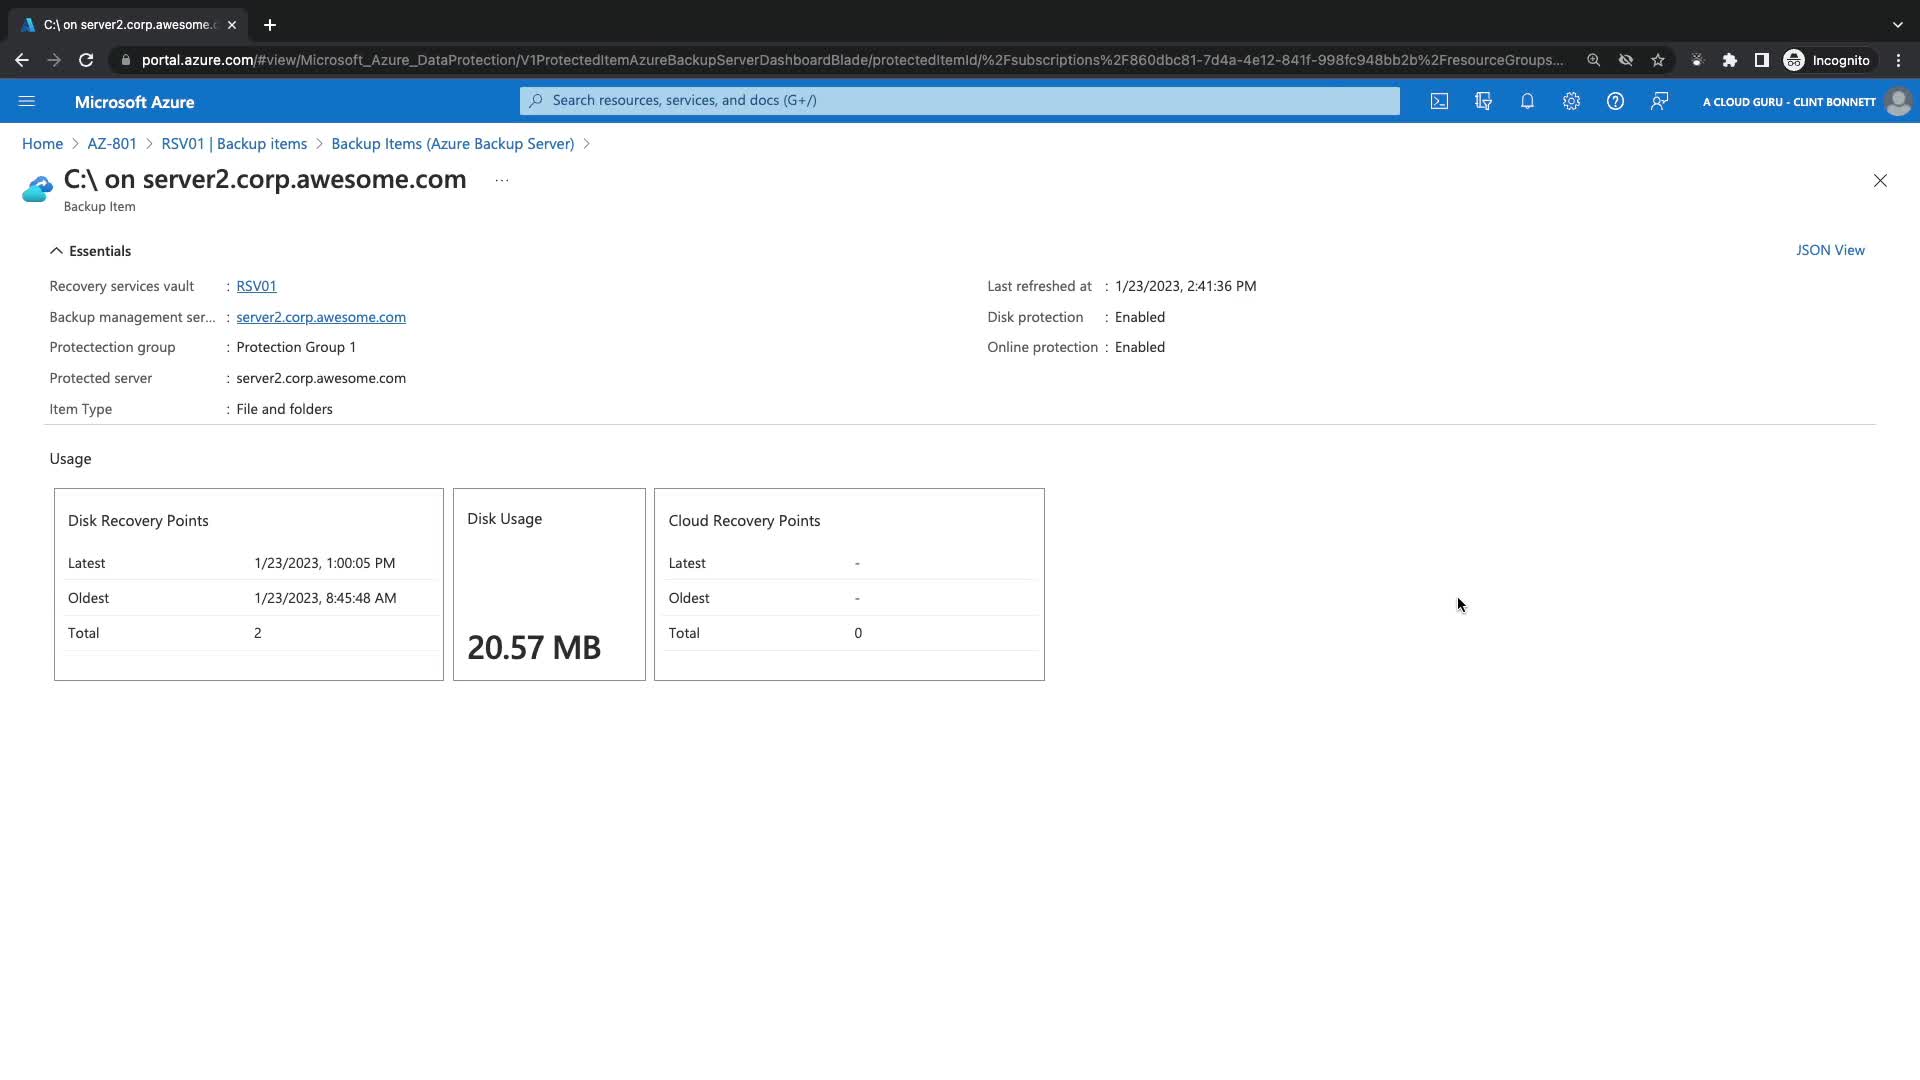 C:\ on server2.corp.awesome.c
portal.azure.com/#view/Microsoft_Azure_DataProtection/V1ProtectedItemAzureBackupServerDashboardBlade/protectedItemId/%2Fsubscriptions%2F860dbc81-7d4a-4e12-841f-998fc948bb2b%2FresourceGroups...
Incognito
Microsoft Azure
Search resources, services, and docs (G+/)
A CLOUD GURU - CLINT BONNETT
Home > AZ-801 > RSV01 | Backup items > Backup Items (Azure Backup Server) >
C:\ on server2.corp.awesome.com ...
Backup Item
Essentials
JSON View
Recovery services vault : RSV01
Last refreshed at : 1/23/2023, 2:41:36 PM
Backup management ser... : server2.corp.awesome.com
Disk protection : Enabled
Protectection group : Protection Group 1
Online protection : Enabled
Protected server : server2.corp.awesome.com
Item Type : File and folders
Usage
Disk Recovery Points
Latest 1/23/2023, 1:00:05 PM
Oldest 1/23/2023, 8:45:48 AM
Total 2
Disk Usage
20.57 MB
Cloud Recovery Points
Latest -
Oldest -
Total 0